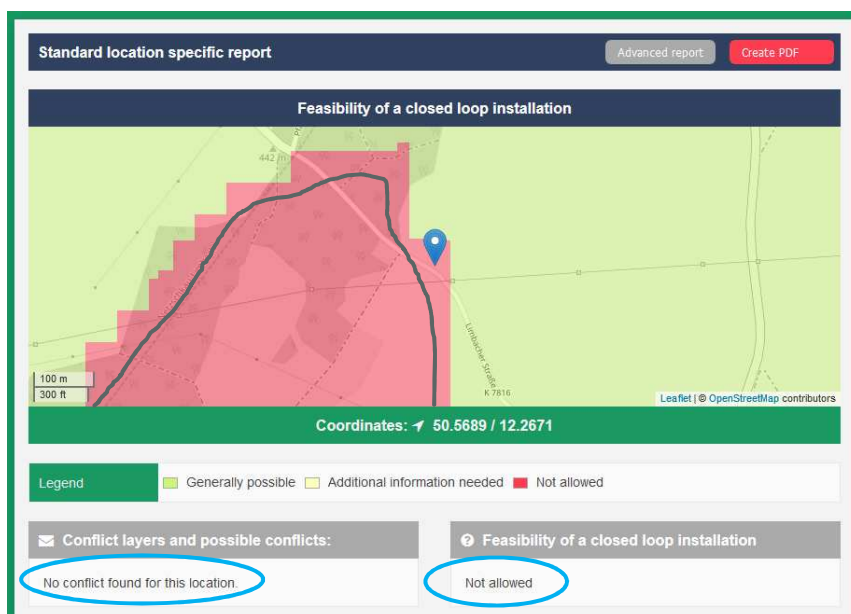 Standard location specific report
Advanced report
Create PDF
Feasibility of a closed loop installation
442 m
100 m
300 ft
Limbacher Straße
K 7816
Leaflet | © OpenStreetMap contributors
Coordinates: 50.5689 / 12.2671
Legend
Generally possible
Additional information needed
Not allowed
Conflict layers and possible conflicts:
Feasibility of a closed loop installation
No conflict found for this location.
Not allowed